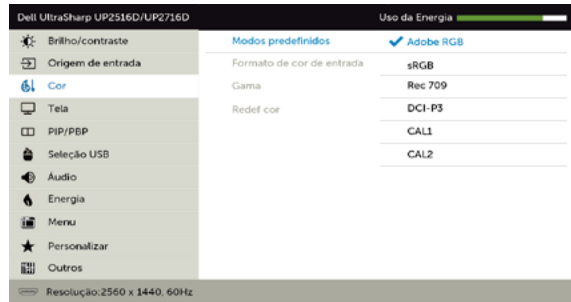 Dell UltraSharp UP2516D/UP2716D Uso da Energia
Brilho/contraste Modos predefinidos Adobe RGB
Origem de entrada Formato de cor de entrada sRGB
Cor Gama Rec 709
Tela Redef cor DCI-P3
PIP/PBP CAL1
Seleção USB CAL2
Áudio
Energia
Menu
Personalizar
Outros
Resolução:2560 x 1440, 60Hz